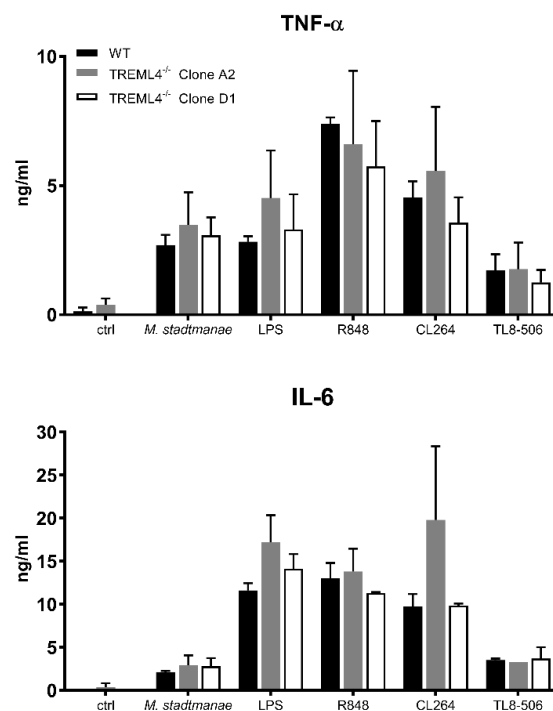 TNF-α
WT
TREML4-/- Clone A2
TREML4-/- Clone D1
10
5
0
ng/ml
ctrl M. stadtmanae LPS R848 CL264 TL8-506
IL-6
30
25
20
15
10
5
0
ng/ml
ctrl M. stadtmanae LPS R848 CL264 TL8-506